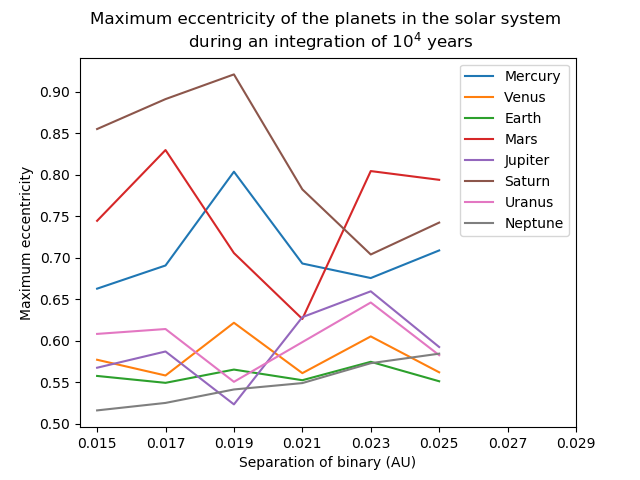 Maximum eccentricity of the planets in the solar system
during an integration of 10⁴ years
Mercury
Venus
Earth
Mars
Jupiter
Saturn
Uranus
Neptune
Maximum eccentricity
0.90
0.85
0.80
0.75
0.70
0.65
0.60
0.55
0.50
0.015 0.017 0.019 0.021 0.023 0.025 0.027 0.029
Separation of binary (AU)